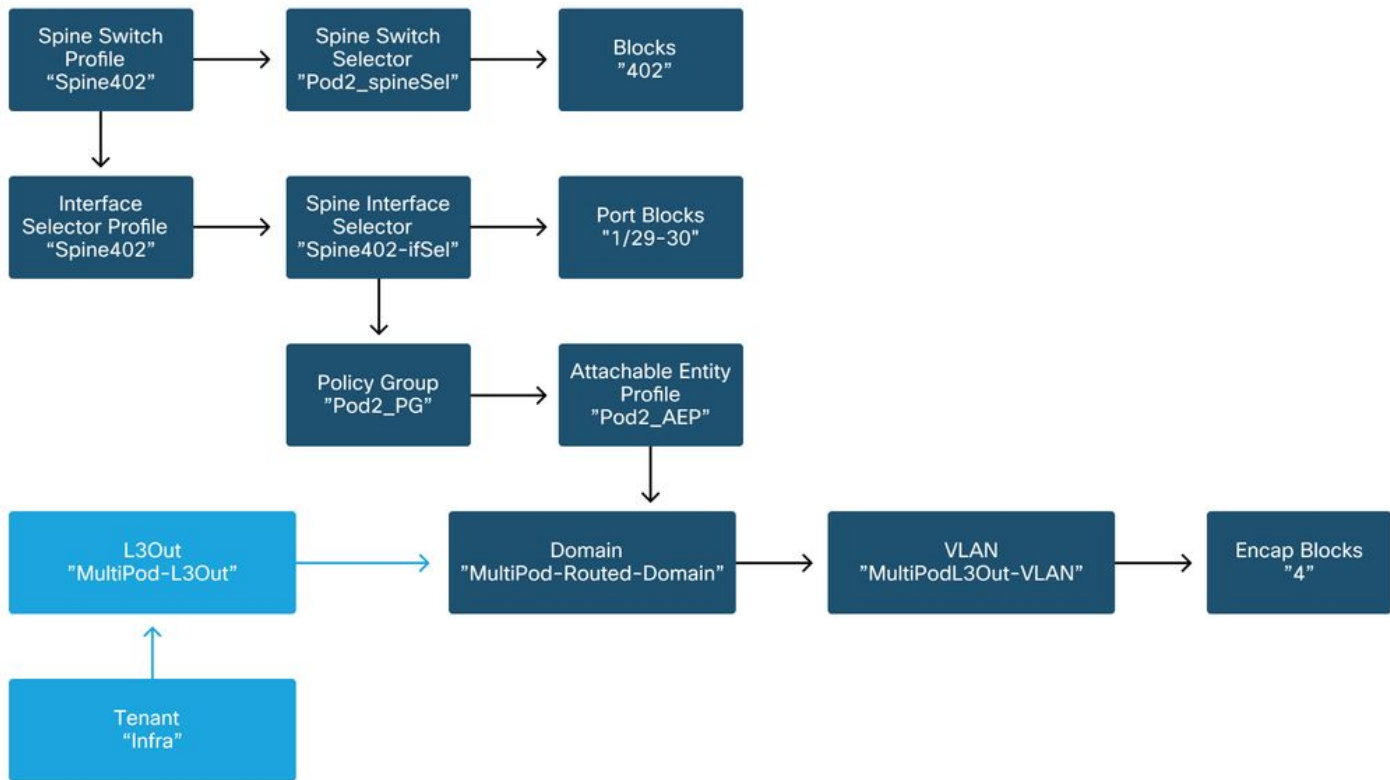 Spine Switch
Profile
“Spine402”
Spine Switch
Selector
”Pod2_spineSel”
Blocks
”402”
Interface
Selector Profile
“Spine402”
Spine Interface
Selector
”Spine402-ifSel”
Port Blocks
"1/29-30"
Policy Group
”Pod2_PG”
Attachable Entity
Profile
”Pod2_AEP”
L3Out
”MultiPod-L3Out”
Domain
”MultiPod-Routed-Domain”
VLAN
”MultiPodL3Out-VLAN”
Encap Blocks
”4”
Tenant
“Infra”